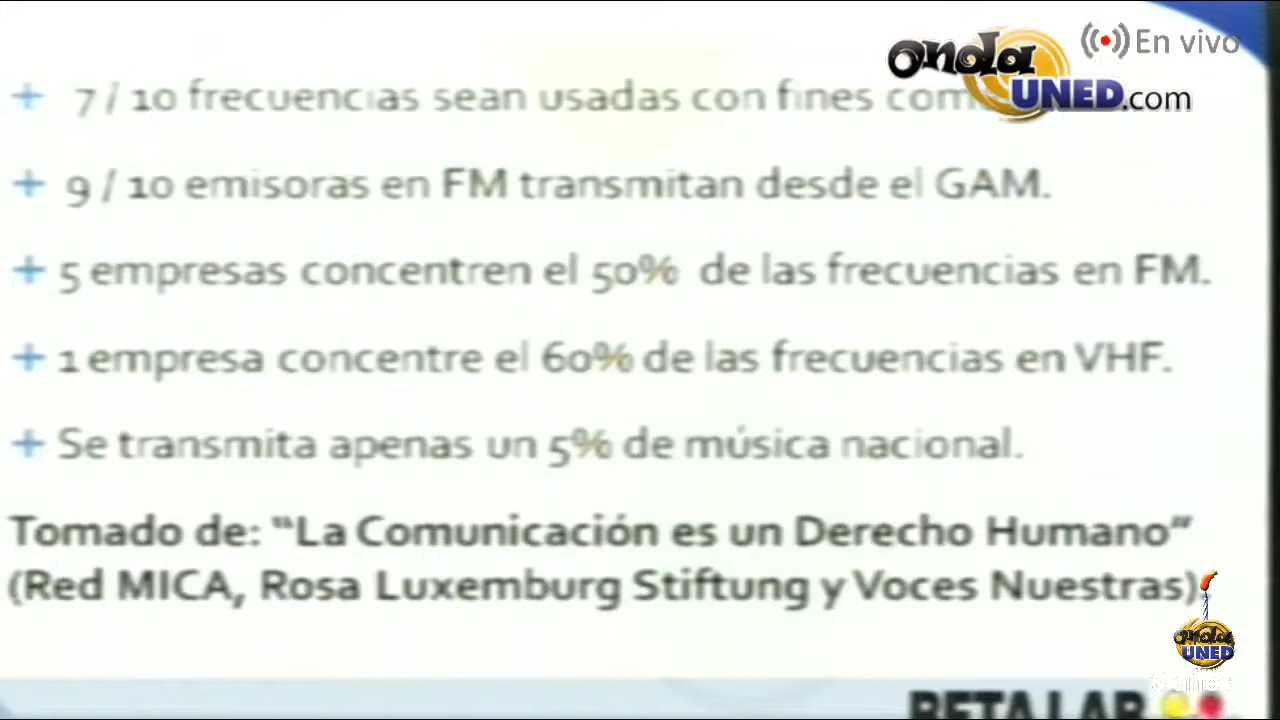 (•) En vivo
onda
UNED.com
+ 7 / 10 frecuencias sean usadas con fines com
+ 9 / 10 emisoras en FM transmitan desde el GAM.
+ 5 empresas concentren el 50% de las frecuencias en FM.
+ 1 empresa concentre el 60% de las frecuencias en VHF.
+ Se transmita apenas un 5% de música nacional.
Tomado de: "La Comunicación es un Derecho Humano"
(Red MICA, Rosa Luxemburg Stiftung y Voces Nuestras).
onda
UNED
BETA LAB